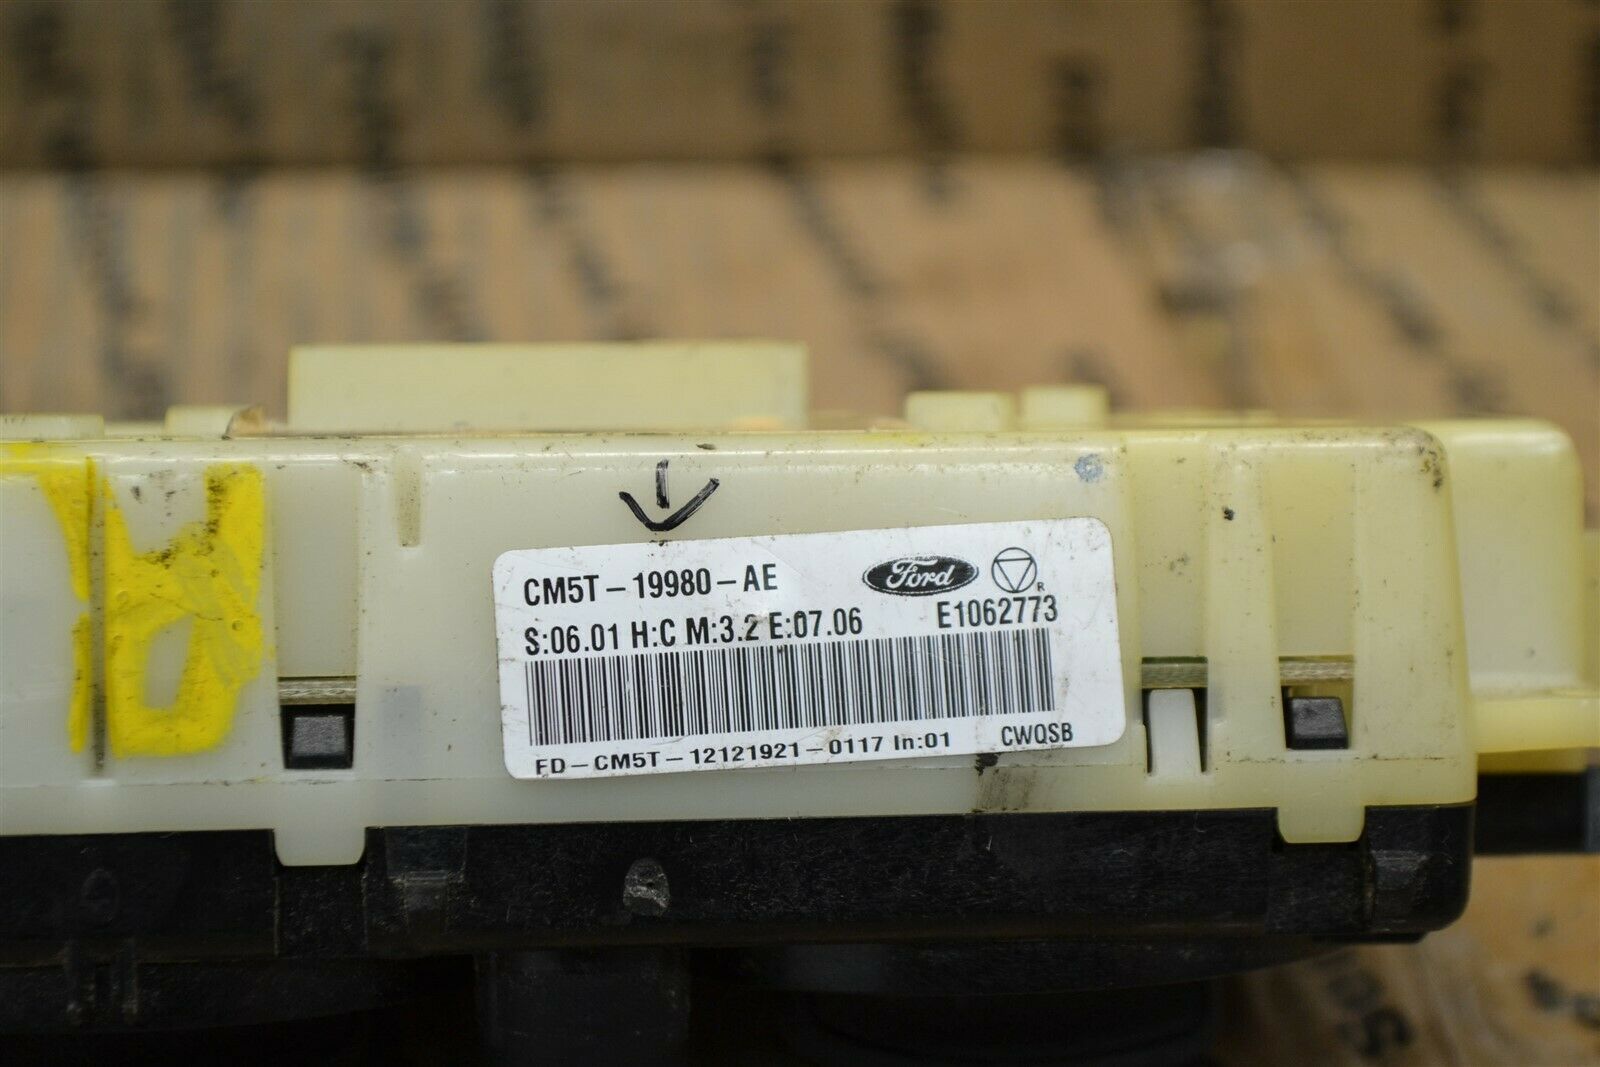 CM5T-19980-AE
Ford
R
S:06.01 H:C M:3.2 E:07.06
E1062773
FD-CM5T-12121921-0117 In:01
CWQSB